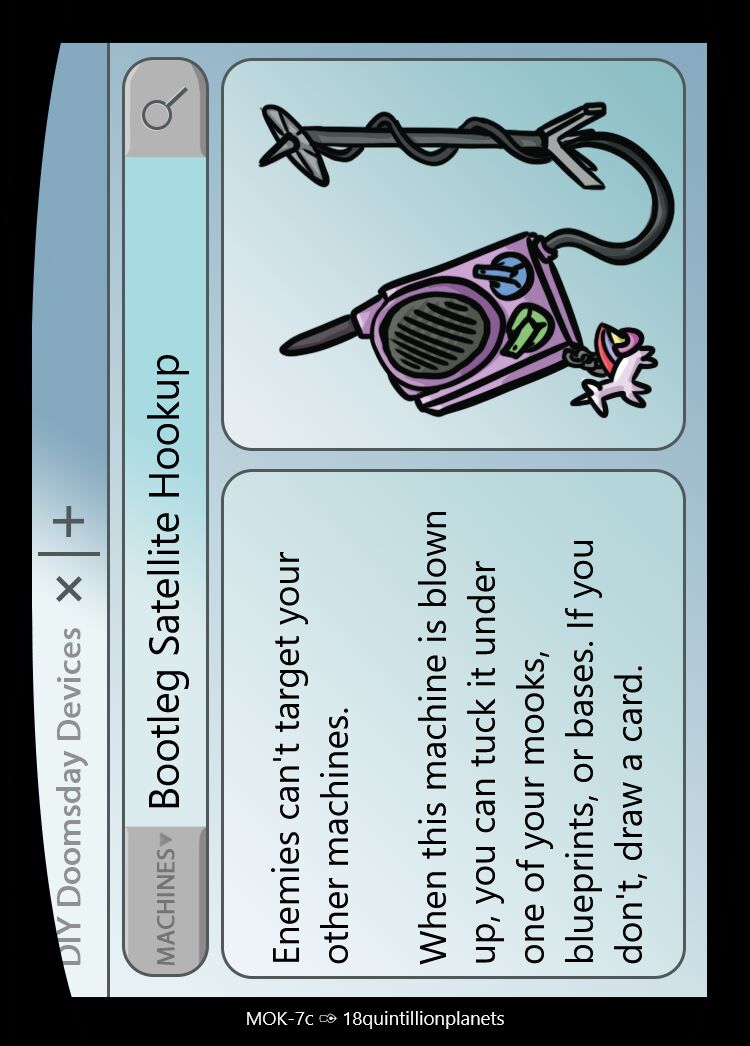 DIY Doomsday Devices × | +
MACHINES▾ Bootleg Satellite Hookup
Enemies can't target your
other machines.
When this machine is blown
up, you can tuck it under
one of your mooks,
blueprints, or bases. If you
don't, draw a card.
MOK-7c ✑ 18quintillionplanets